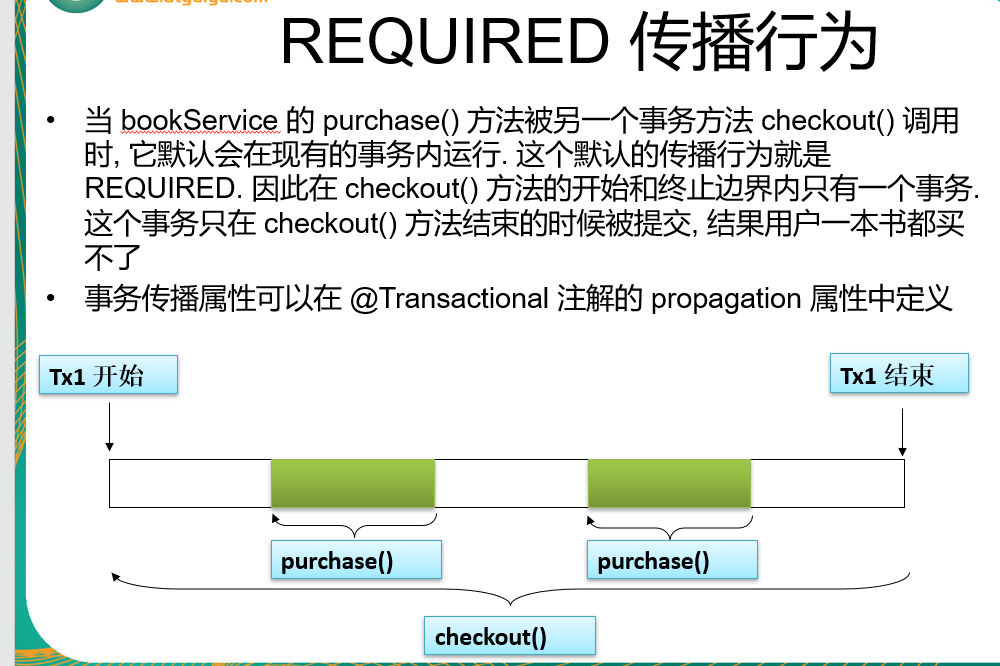 www.atguigu.com
REQUIRED 传播行为
• 当 bookService 的 purchase() 方法被另一个事务方法 checkout() 调用
时, 它默认会在现有的事务内运行. 这个默认的传播行为就是
REQUIRED. 因此在 checkout() 方法的开始和终止边界内只有一个事务.
这个事务只在 checkout() 方法结束的时候被提交, 结果用户一本书都买
不了
• 事务传播属性可以在 @Transactional 注解的 propagation 属性中定义
Tx1 开始
Tx1 结束
purchase()
purchase()
checkout()